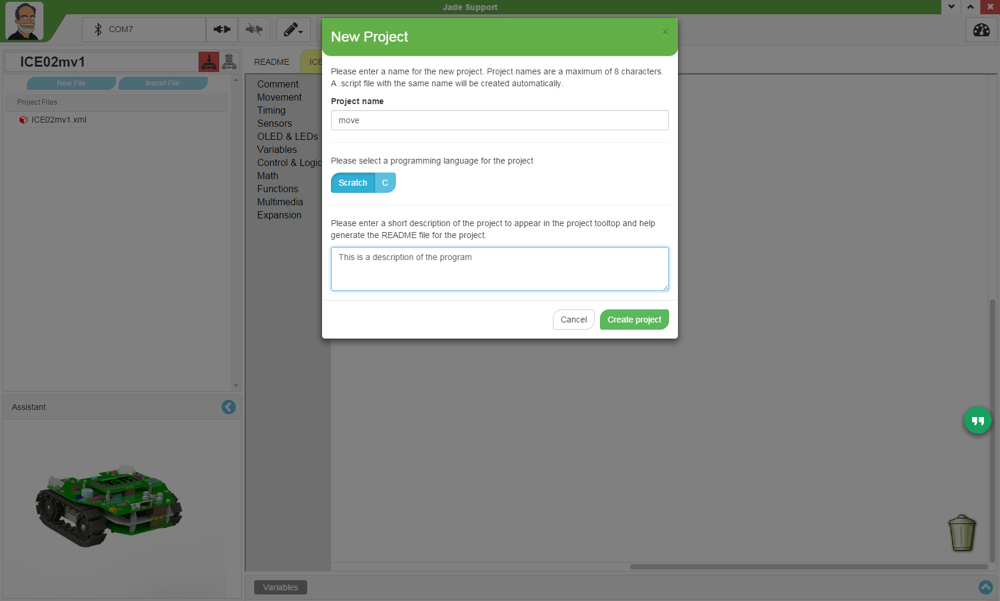 Jade Support
COM7
New Project
×
ICE02mv1
README
ICE
New File
Import File
Project Files
ICE02mv1.xml
Comment
Movement
Timing
Sensors
OLED & LEDs
Variables
Control & Logic
Math
Functions
Multimedia
Expansion
Please enter a name for the new project. Project names are a maximum of 8 characters.
A .script file with the same name will be created automatically.
Project name
move
Please select a programming language for the project
Scratch
C
Please enter a short description of the project to appear in the project tooltop and help
generate the README file for the project.
This is a description of the program
Cancel
Create project
Assistant
Variables